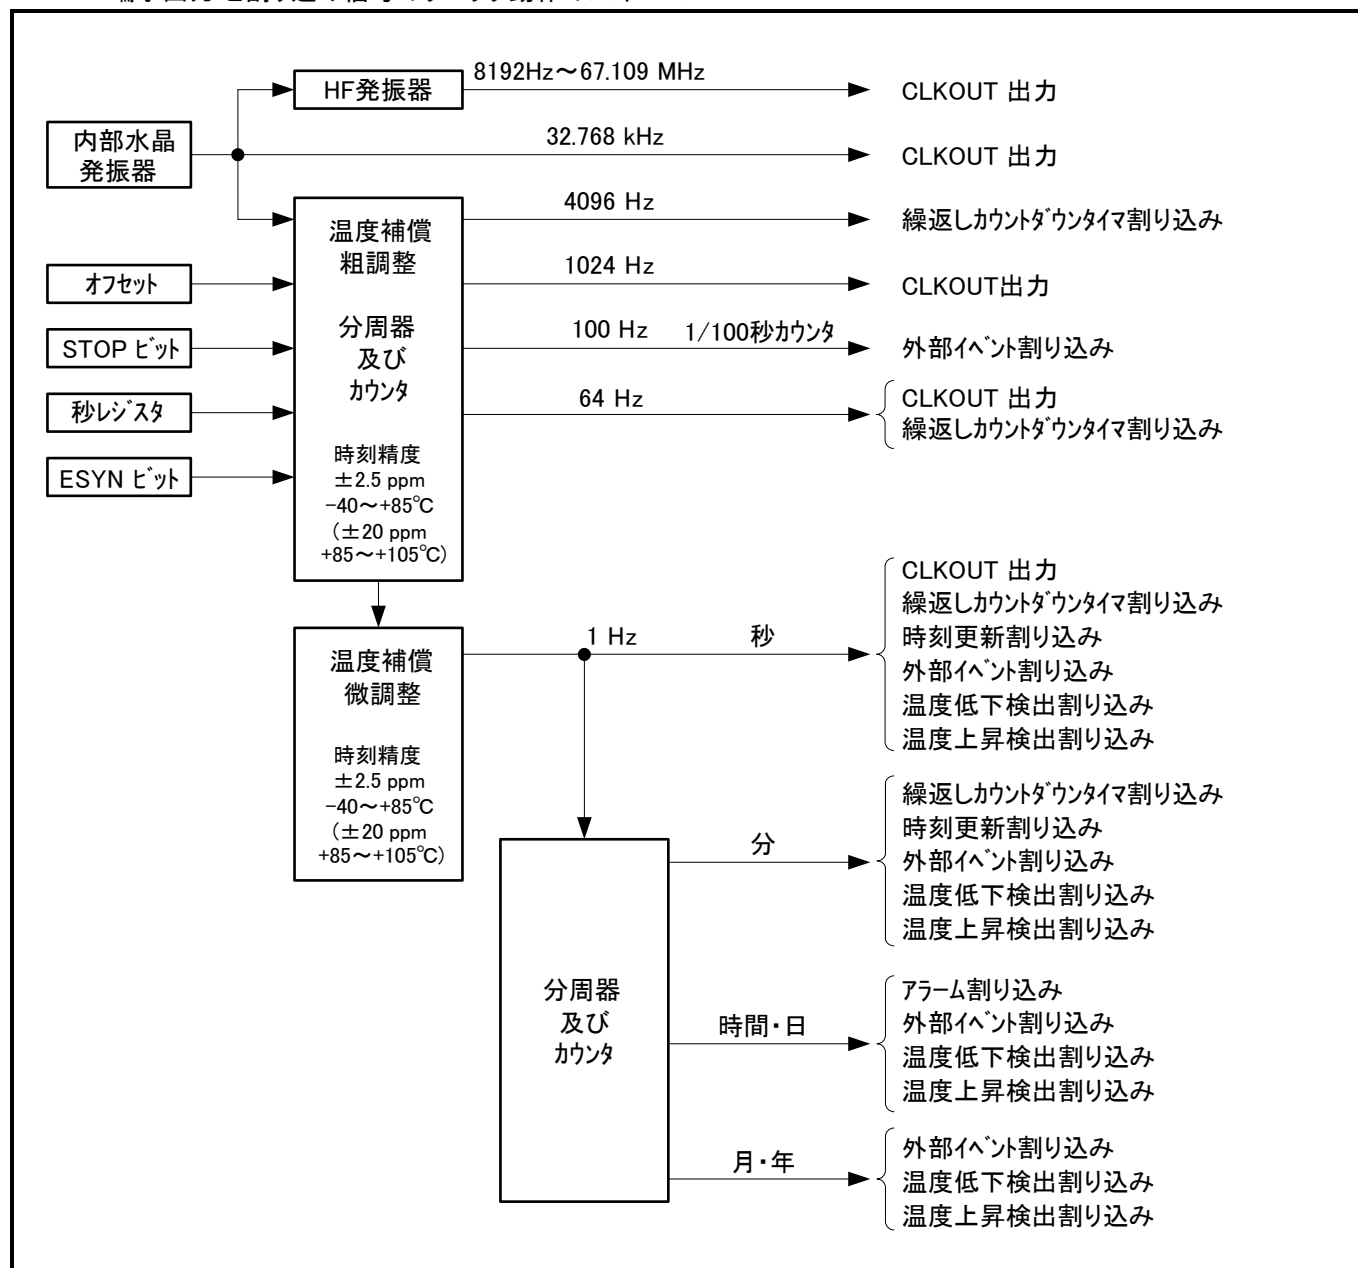 8192Hz～67.109 MHz
HF発振器
CLKOUT 出力
内部水晶
発振器
32.768 kHz
CLKOUT 出力
4096 Hz
繰返しｶｳﾝﾄﾀﾞｳﾝﾀｲﾏ割り込み
温度補償
粗調整
分周器
及び
ｶｳﾝﾀ
時刻精度
±2.5 ppm
−40～+85℃
(±20 ppm
+85～+105℃)
ｵﾌｾｯﾄ
1024 Hz
CLKOUT出力
STOP ﾋﾞｯﾄ
100 Hz 1/100秒ｶｳﾝﾀ
外部ｲﾍﾞﾝﾄ割り込み
秒ﾚｼﾞｽﾀ
64 Hz
CLKOUT 出力
繰返しｶｳﾝﾄﾀﾞｳﾝﾀｲﾏ割り込み
ESYN ﾋﾞｯﾄ
温度補償
微調整
時刻精度
±2.5 ppm
−40～+85℃
(±20 ppm
+85～+105℃)
1 Hz 秒
CLKOUT 出力
繰返しｶｳﾝﾄﾀﾞｳﾝﾀｲﾏ割り込み
時刻更新割り込み
外部ｲﾍﾞﾝﾄ割り込み
温度低下検出割り込み
温度上昇検出割り込み
分周器
及び
ｶｳﾝﾀ
分
繰返しｶｳﾝﾄﾀﾞｳﾝﾀｲﾏ割り込み
時刻更新割り込み
外部ｲﾍﾞﾝﾄ割り込み
温度低下検出割り込み
温度上昇検出割り込み
時間・日
ｱﾗｰﾑ割り込み
外部ｲﾍﾞﾝﾄ割り込み
温度低下検出割り込み
温度上昇検出割り込み
月・年
外部ｲﾍﾞﾝﾄ割り込み
温度低下検出割り込み
温度上昇検出割り込み